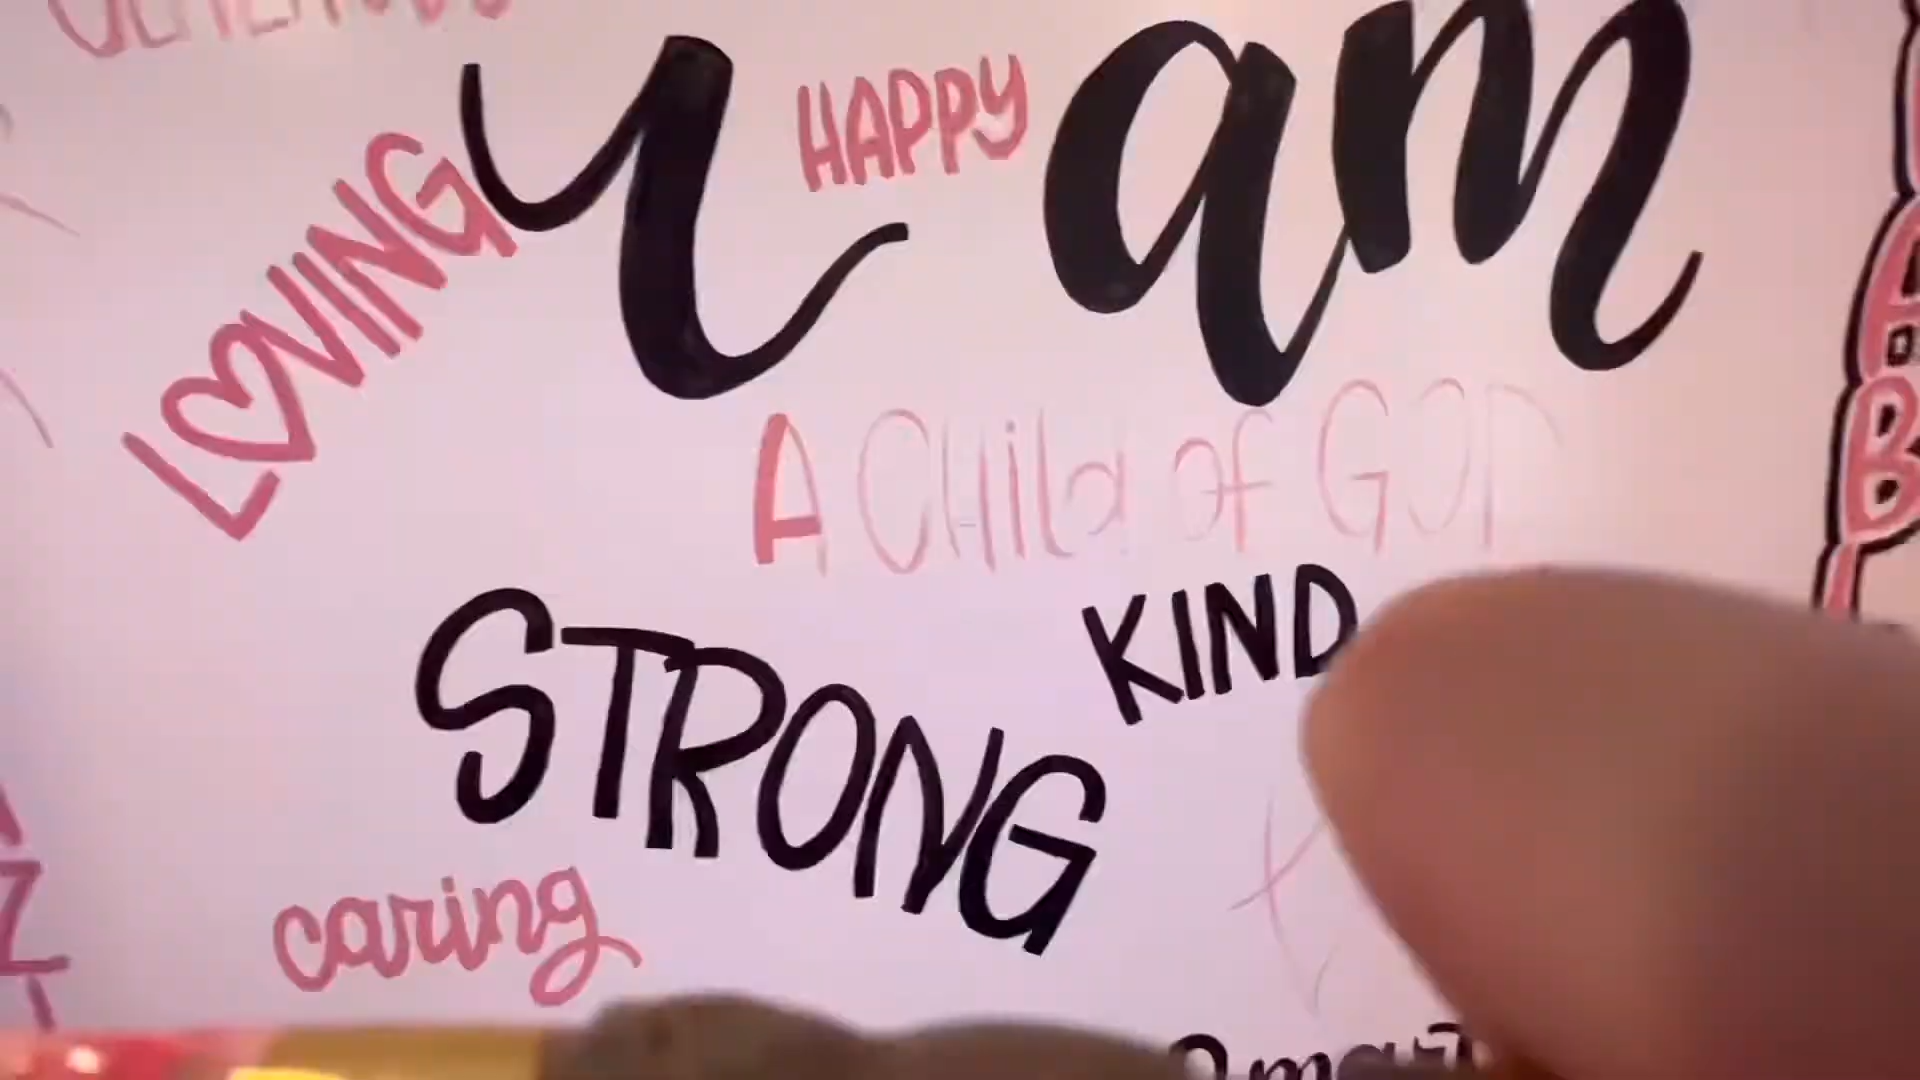 I am
HAPPY
LOVING
A CHild of GOD
KIND
STRONG
caring